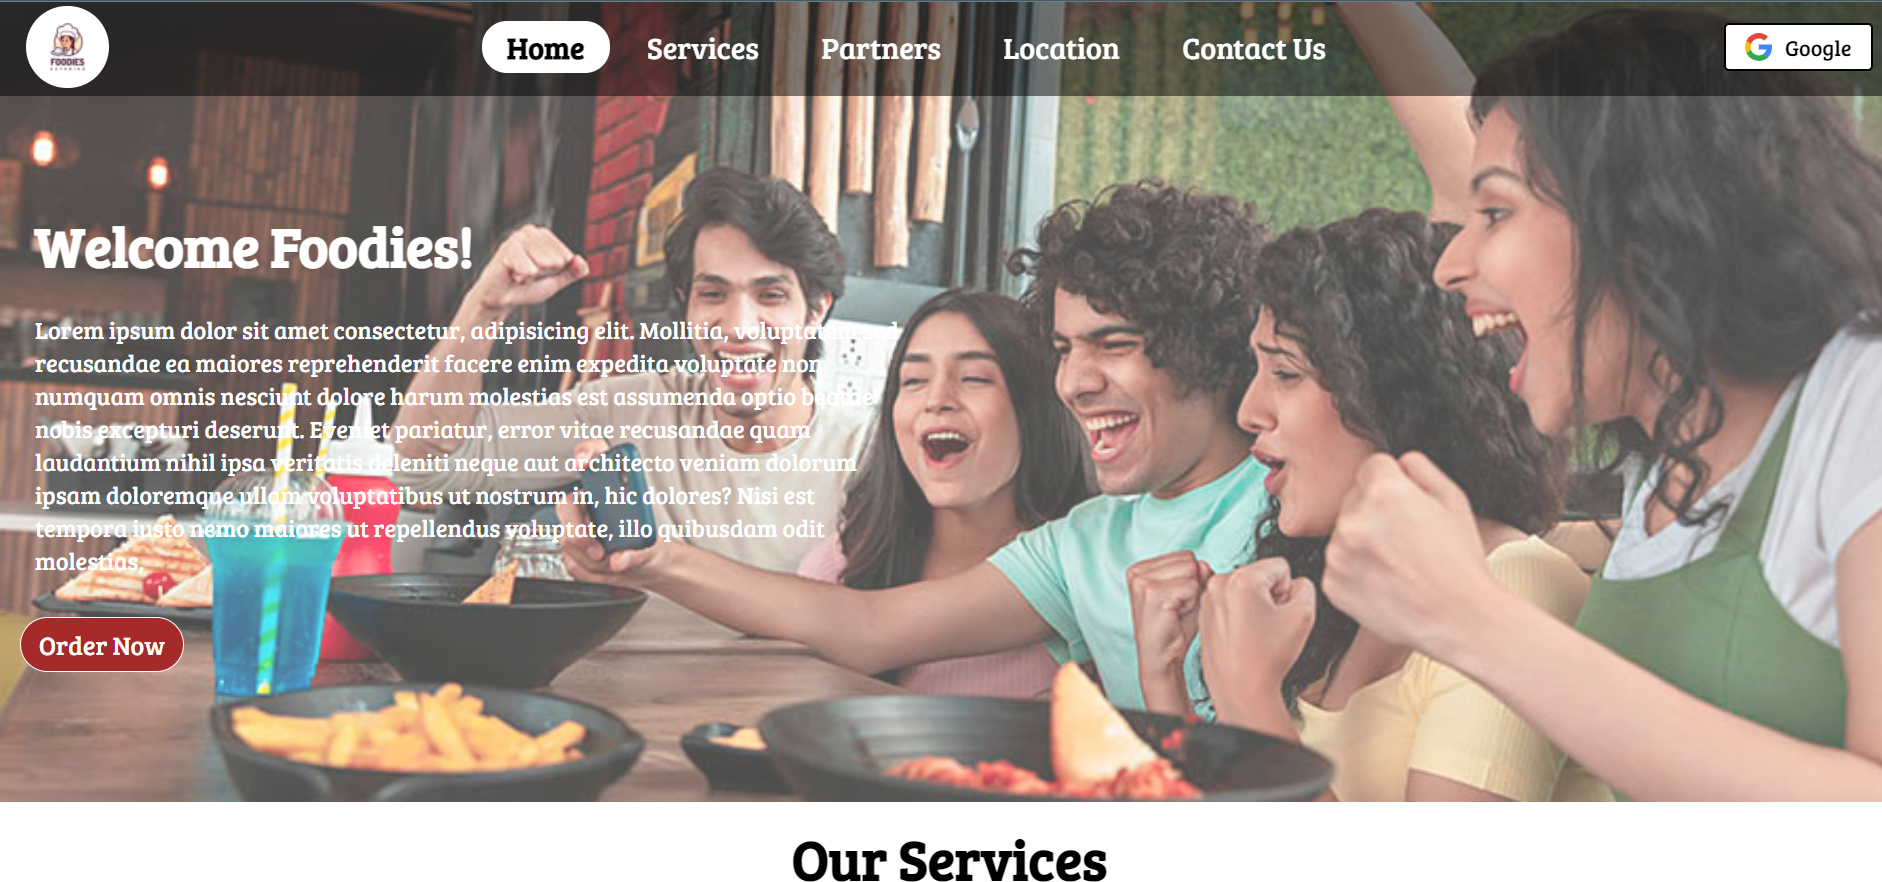 FOODIES
CATERING
Home
Services
Partners
Location
Contact Us
Google
Welcome Foodies!
Lorem ipsum dolor sit amet consectetur, adipisicing elit. Mollitia, voluptatem sed
recusandae ea maiores reprehenderit facere enim expedita voluptate non
numquam omnis nesciunt dolore harum molestias est assumenda optio beatae
nobis excepturi deserunt. Eveniet pariatur, error vitae recusandae quam
laudantium nihil ipsa veritatis deleniti neque aut architecto veniam dolorum
ipsam doloremque ullam voluptatibus ut nostrum in, hic dolores? Nisi est
tempora iusto nemo maiores ut repellendus voluptate, illo quibusdam odit
molestias,
Order Now
Our Services